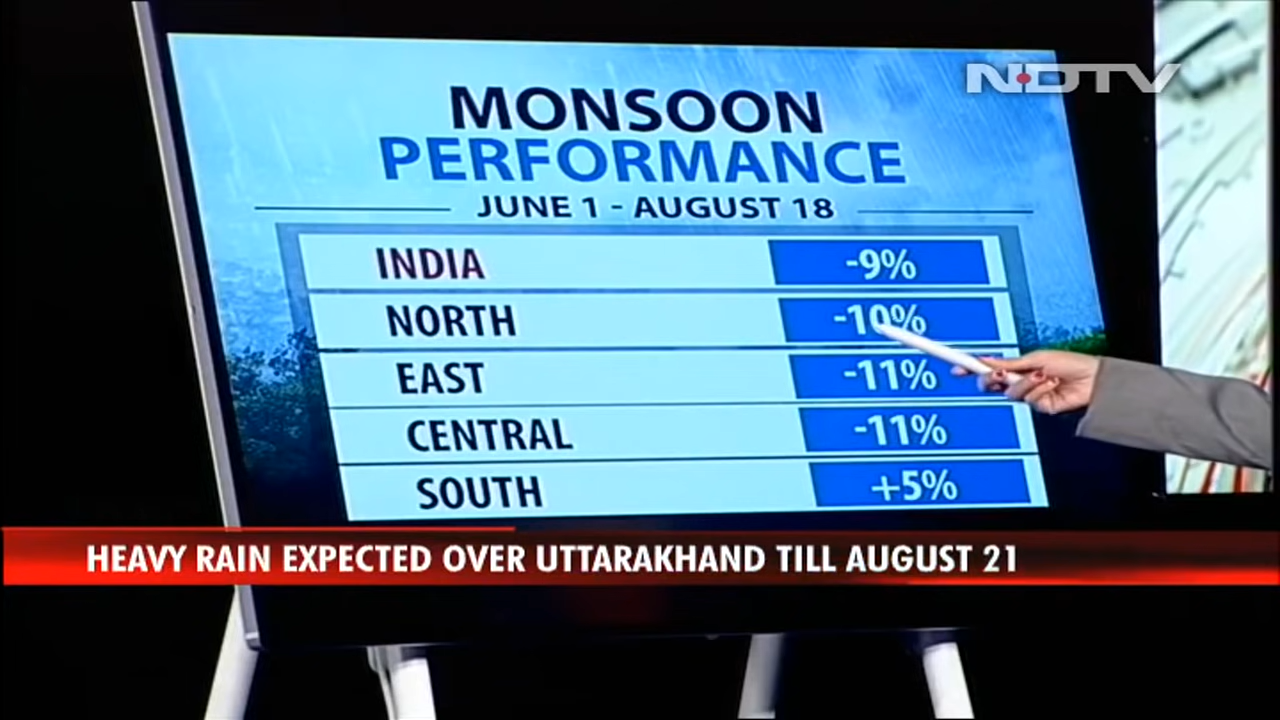 NDTV
MONSOON
PERFORMANCE
JUNE 1 - AUGUST 18
INDIA -9%
NORTH -10%
EAST -11%
CENTRAL -11%
SOUTH +5%
HEAVY RAIN EXPECTED OVER UTTARAKHAND TILL AUGUST 21